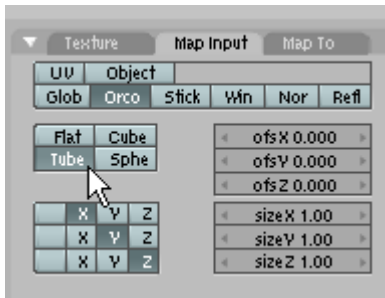 Texture Map Input Map To
UV Object
Glob Orco Stick Win Nor Refl
Flat Cube
Tube Sphe
ofsX 0.000
ofsY 0.000
ofsZ 0.000
X Y Z
X Y Z
X Y Z
sizeX 1.00
sizeY 1.00
sizeZ 1.00